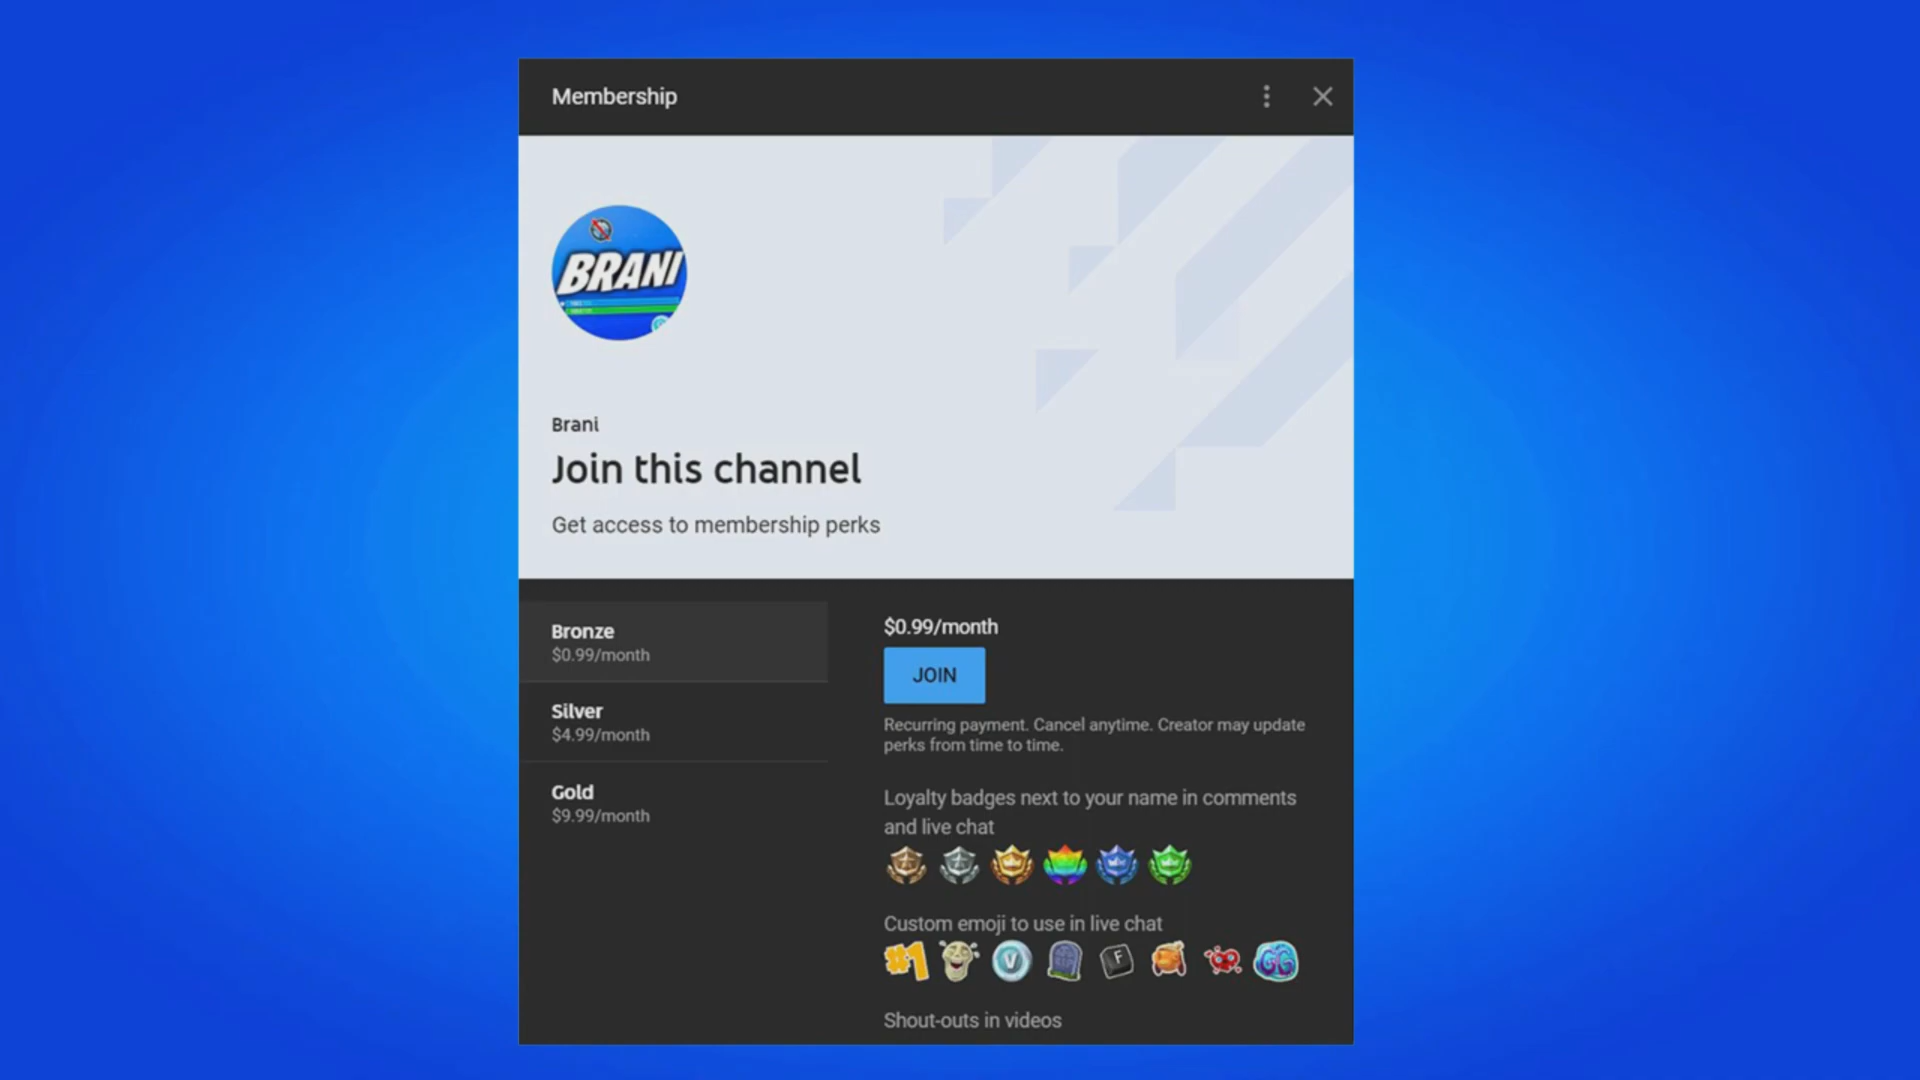 Membership
BRANI
Brani
Join this channel
Get access to membership perks
Bronze
$0.99/month
Silver
$4.99/month
Gold
$9.99/month
$0.99/month
JOIN
Recurring payment. Cancel anytime. Creator may update
perks from time to time.
Loyalty badges next to your name in comments
and live chat
Custom emoji to use in live chat
#1 V F GG
Shout-outs in videos